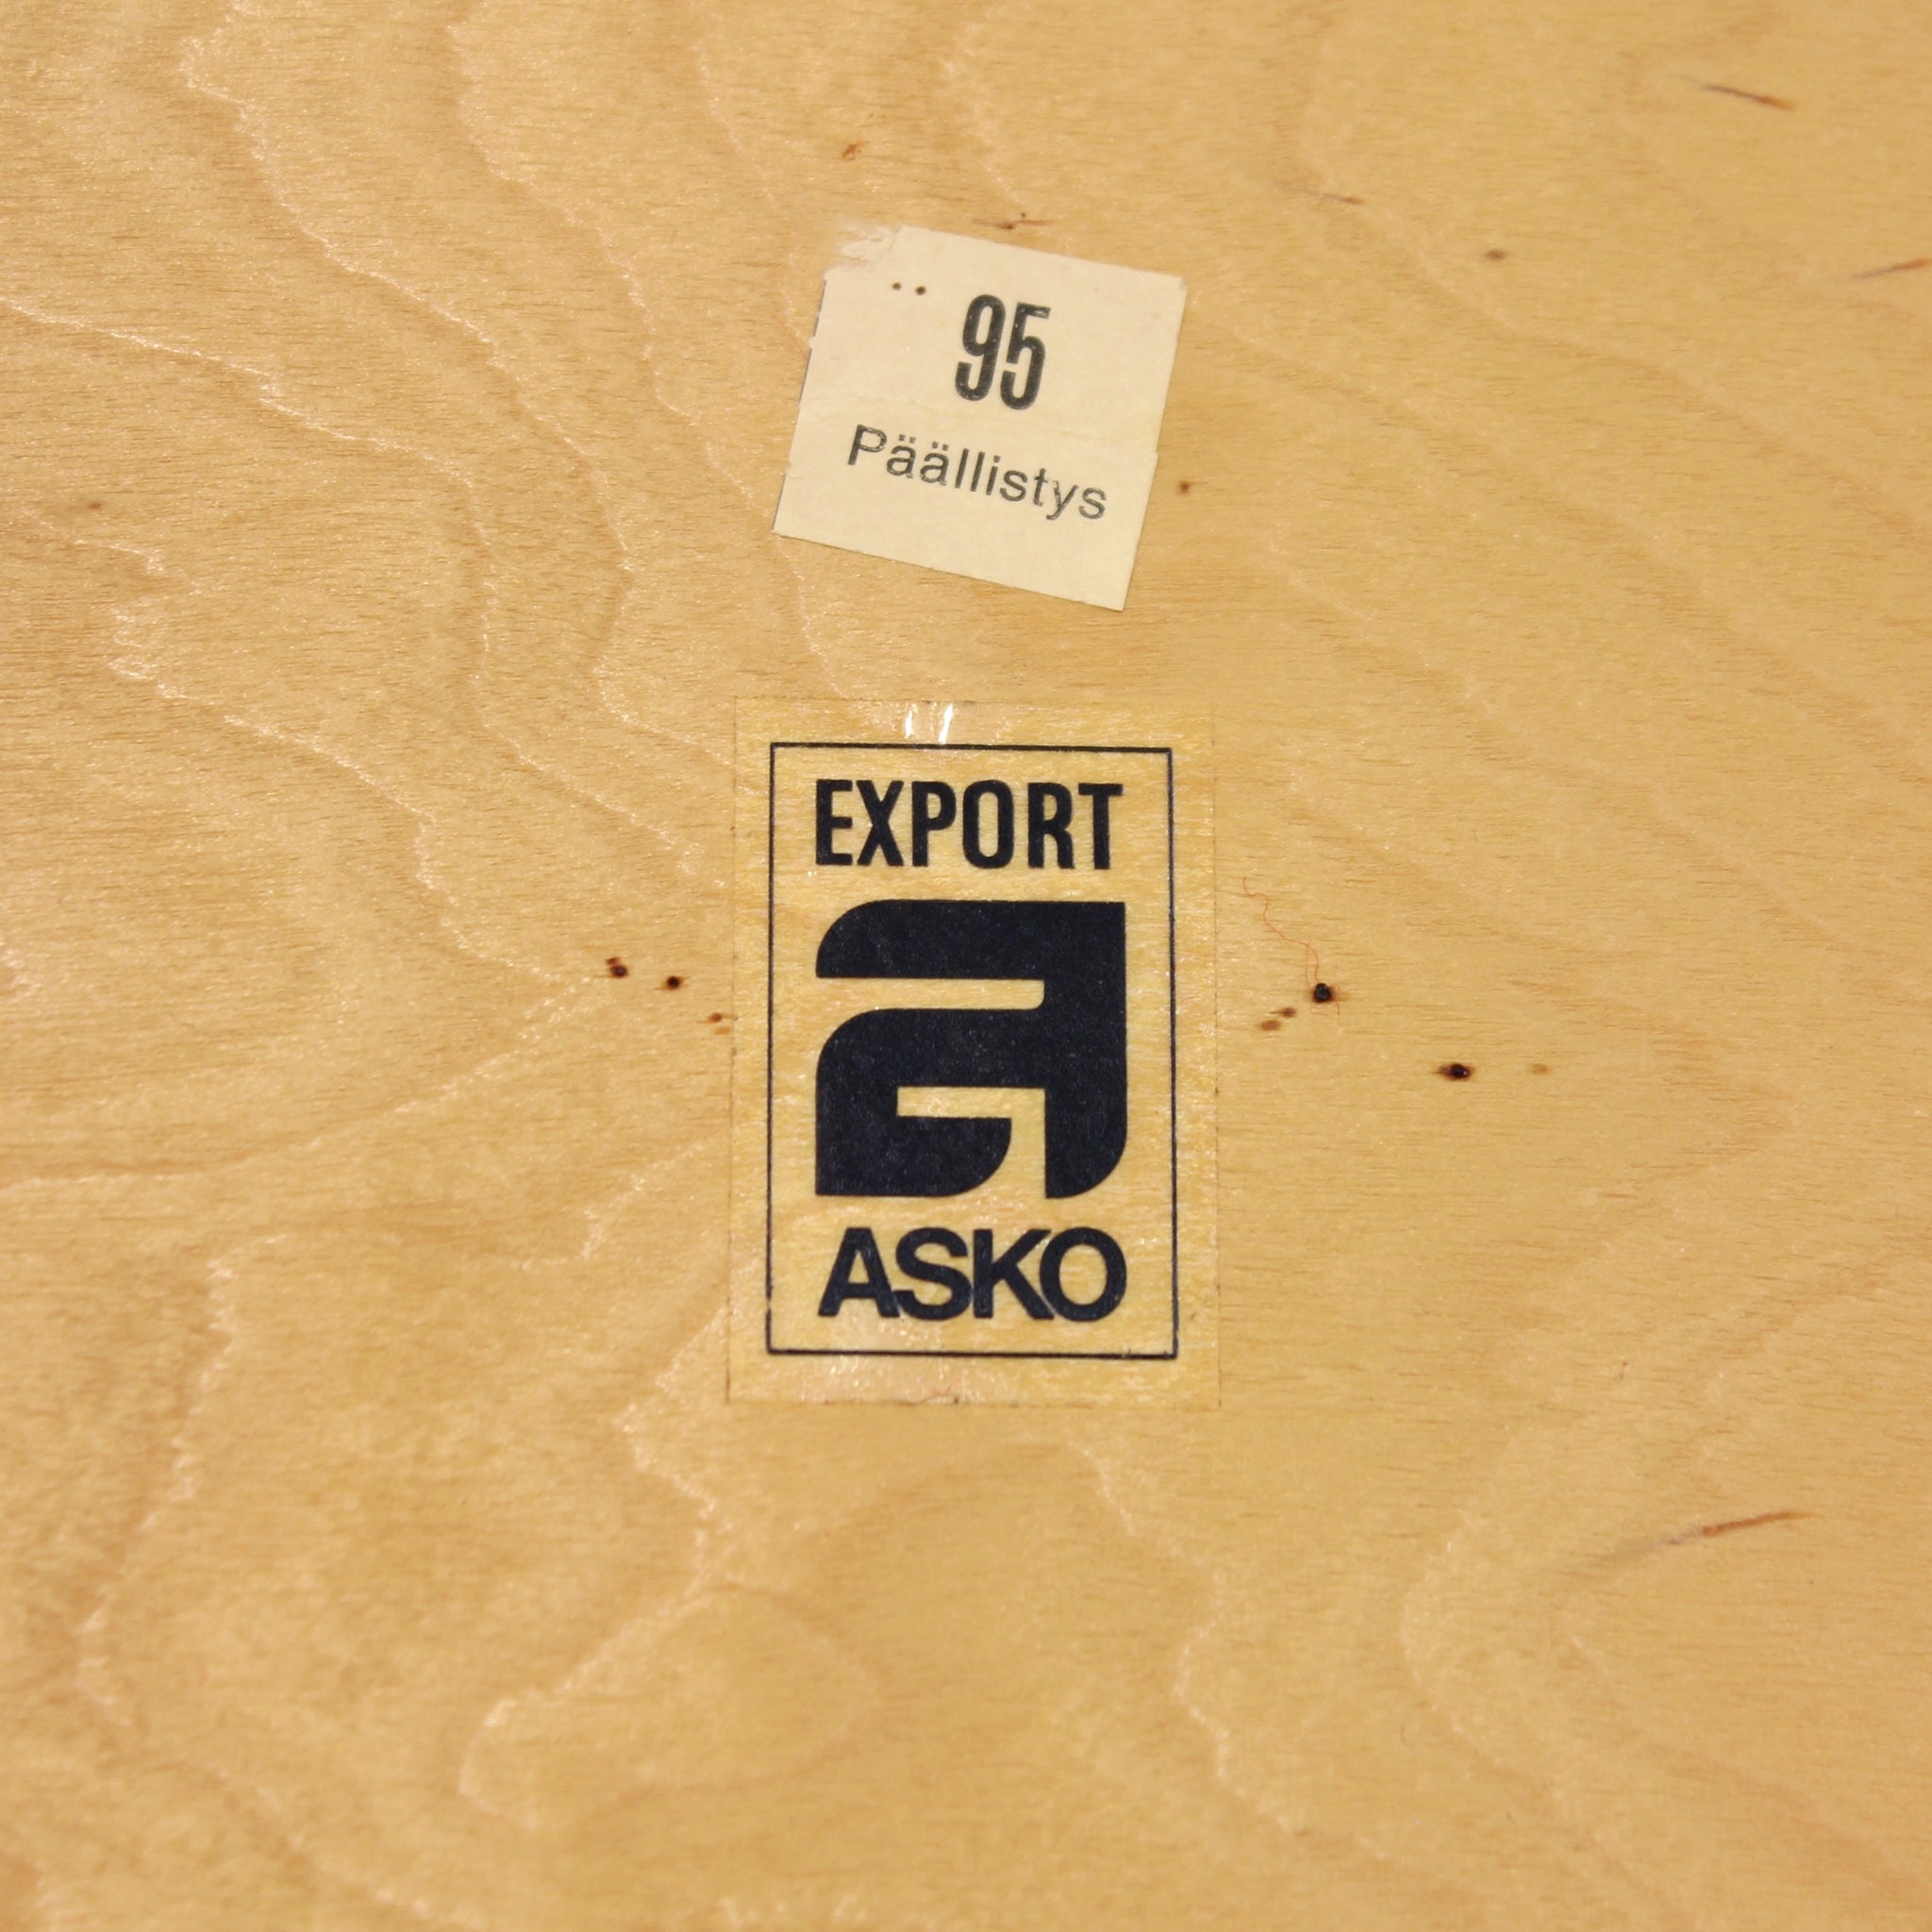 95
Päällistys
EXPORT
a
ASKO